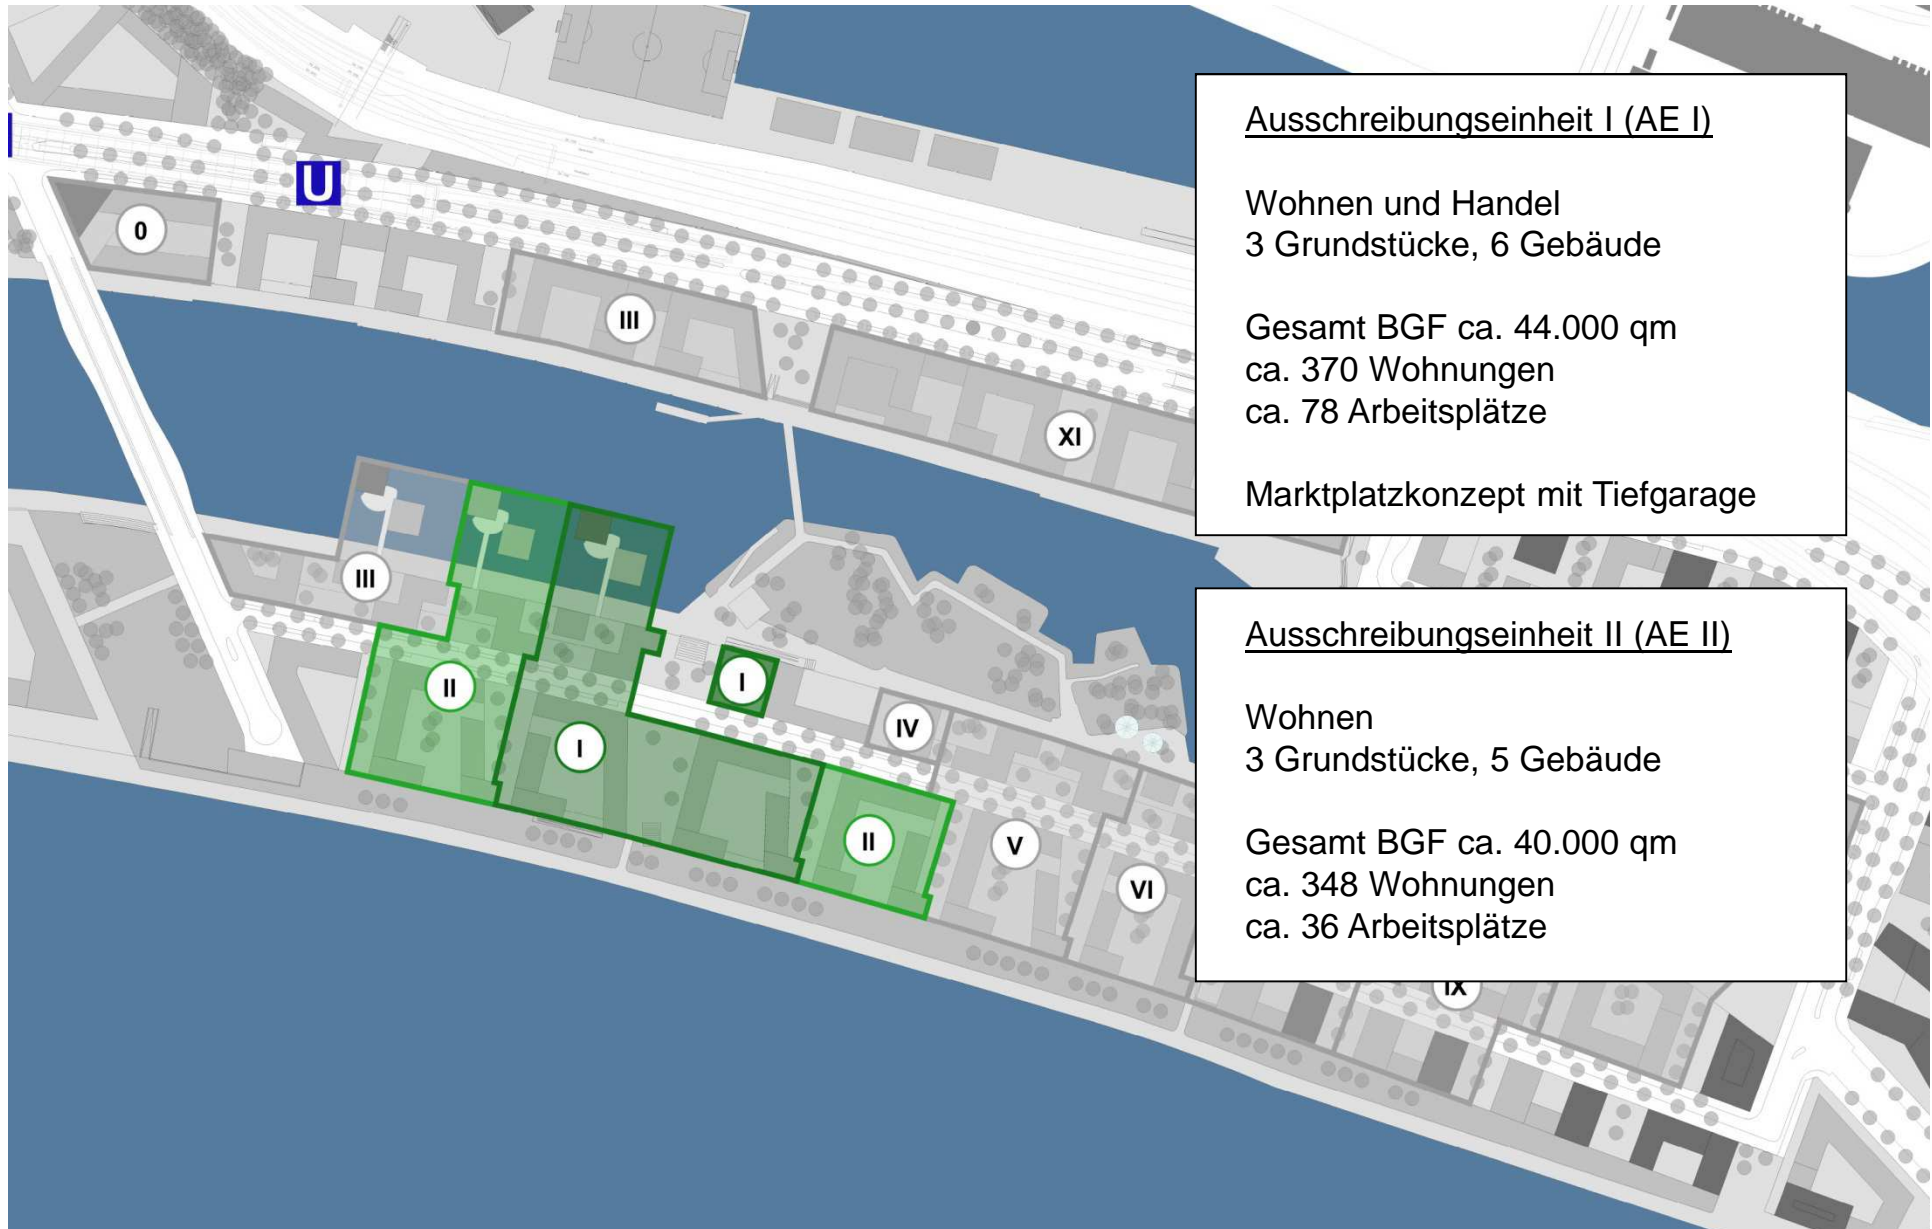 U
0
III
XI
III
II
I
I
IV
II
V
VI
IX
Ausschreibungseinheit I (AE I)
Wohnen und Handel
3 Grundstücke, 6 Gebäude
Gesamt BGF ca. 44.000 qm
ca. 370 Wohnungen
ca. 78 Arbeitsplätze
Marktplatzkonzept mit Tiefgarage
Ausschreibungseinheit II (AE II)
Wohnen
3 Grundstücke, 5 Gebäude
Gesamt BGF ca. 40.000 qm
ca. 348 Wohnungen
ca. 36 Arbeitsplätze